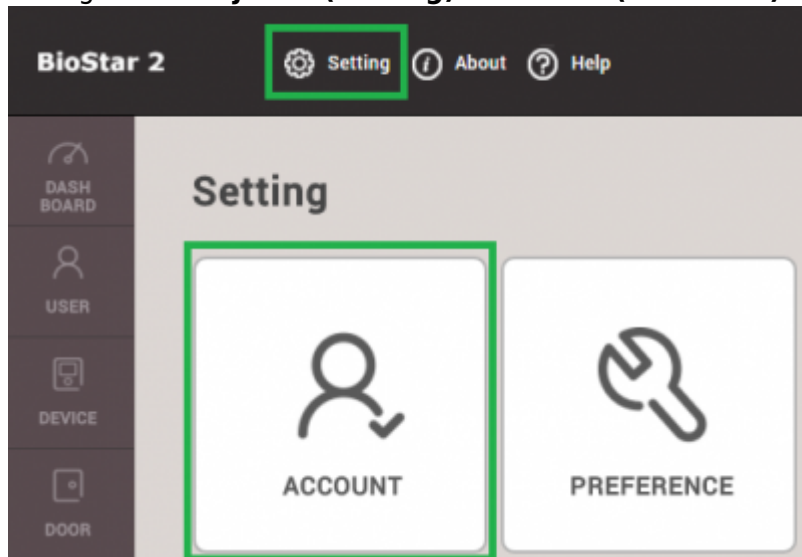 BioStar 2
Setting
About
Help
DASH
BOARD
USER
DEVICE
DOOR
Setting
ACCOUNT
PREFERENCE